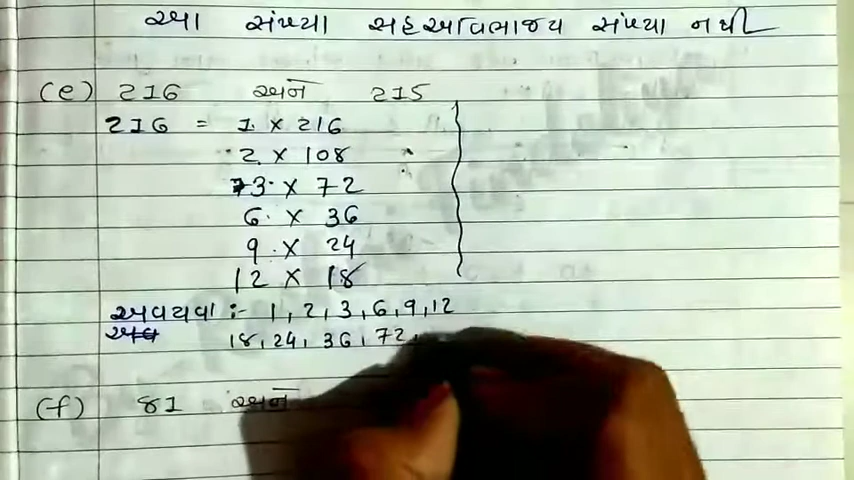 આ સંખ્યા સહઅવિભાજય સંખ્યા નથી
(e) 216 અને 215
216 = 1 × 216
2 × 108
3 × 72
6 × 36
9 × 24
12 × 18
અવયવો :- 1, 2, 3, 6, 9, 12
18, 24, 36, 72,
(f) 81 અને